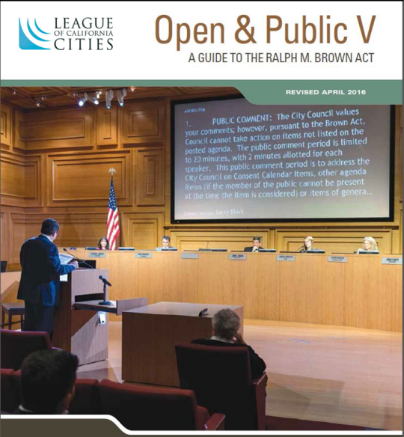 LEAGUE
OF CALIFORNIA
CITIES
Open & Public V
A GUIDE TO THE RALPH M. BROWN ACT
REVISED APRIL 2016
1. PUBLIC COMMENT: The City Council values
your comments; however, pursuant to the Brown Act,
Council cannot take action on items not listed on the
posted agenda. The public comment period is limited
to 20 minutes, with 2 minutes allotted for each
speaker. This public comment period is to address the
City Council on Consent Calendar items, other agenda
items (if the member of the public cannot be present
at the time the item is considered) or items of genera...